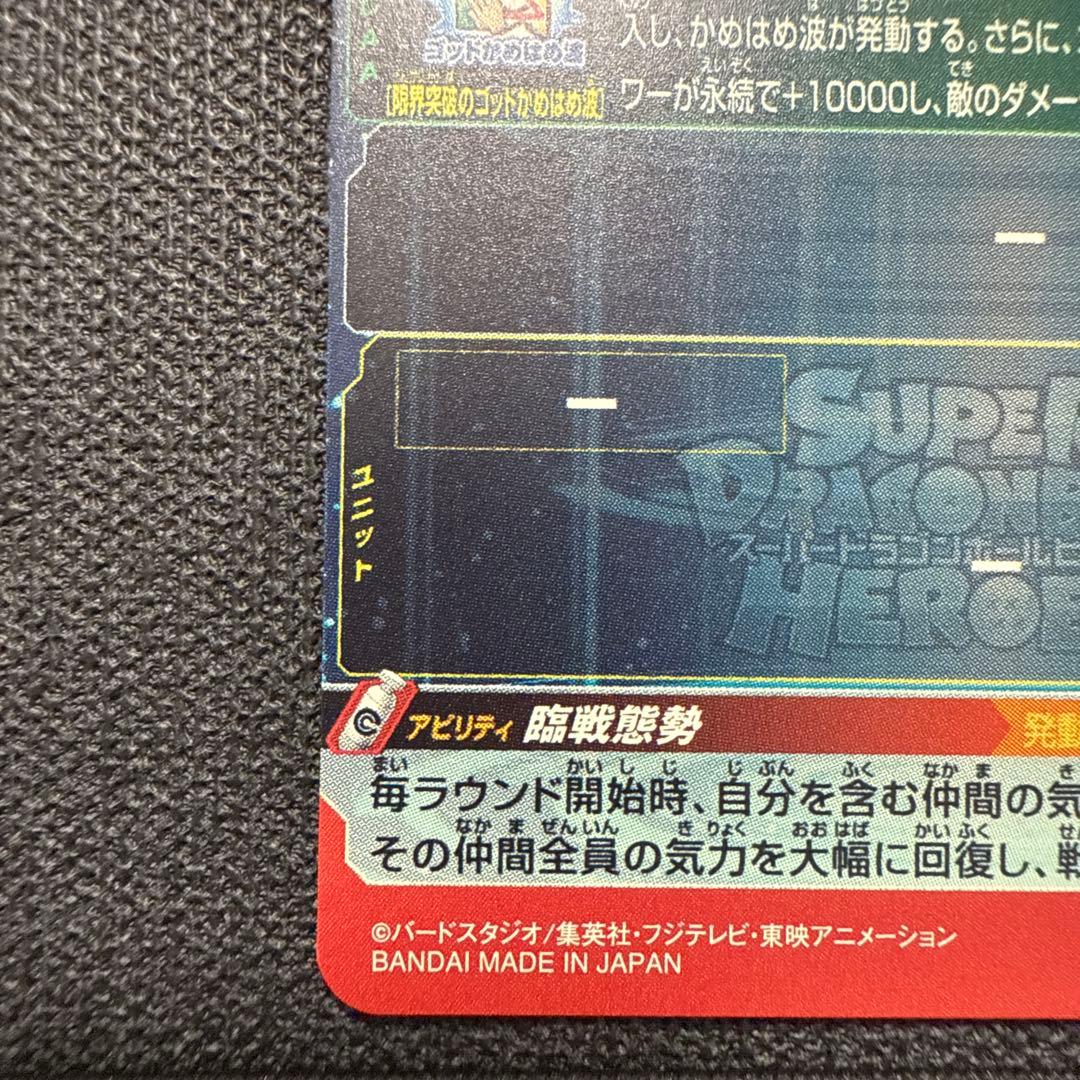 入し、かめはめ波が発動する。さらに、
ゴッドかめはめ波
[限界突破のゴッドかめはめ波]
ワーが永続で+10000し、敵のダメー
ー
ー
SUPER
DRAGON
スーパードラゴンボールヒ
ー
HEROE
ユニット
アビリティ 臨戦態勢
発動
毎ラウンド開始時、自分を含む仲間の気
その仲間全員の気力を大幅に回復し、戦
©バードスタジオ/集英社・フジテレビ・東映アニメーション
BANDAI MADE IN JAPAN